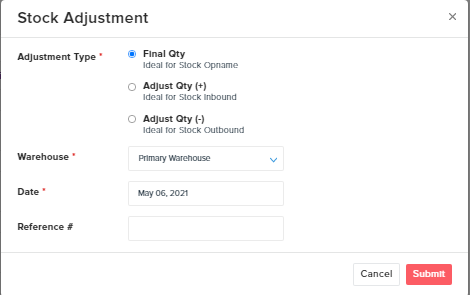 Stock Adjustment ×
Adjustment Type *
Final Qty
Ideal for Stock Opname
Adjust Qty (+)
Ideal for Stock Inbound
Adjust Qty (-)
Ideal for Stock Outbound
Warehouse * Primary Warehouse
Date * May 06, 2021
Reference #
Cancel Submit